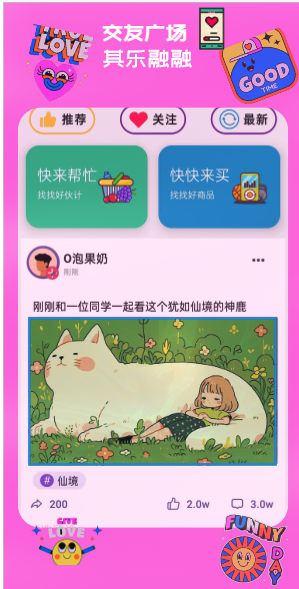 TRUE
LOVE
交友广场
其乐融融
GOOD
TIME
推荐
关注
最新
快来帮忙
找找好伙计
快快来买
找找好商品
O泡果奶
刚刚
刚刚和一位同学一起看这个犹如仙境的神鹿
# 仙境
200
2.0w
3.0w
GIVE
LOVE
FUNNY
DAY